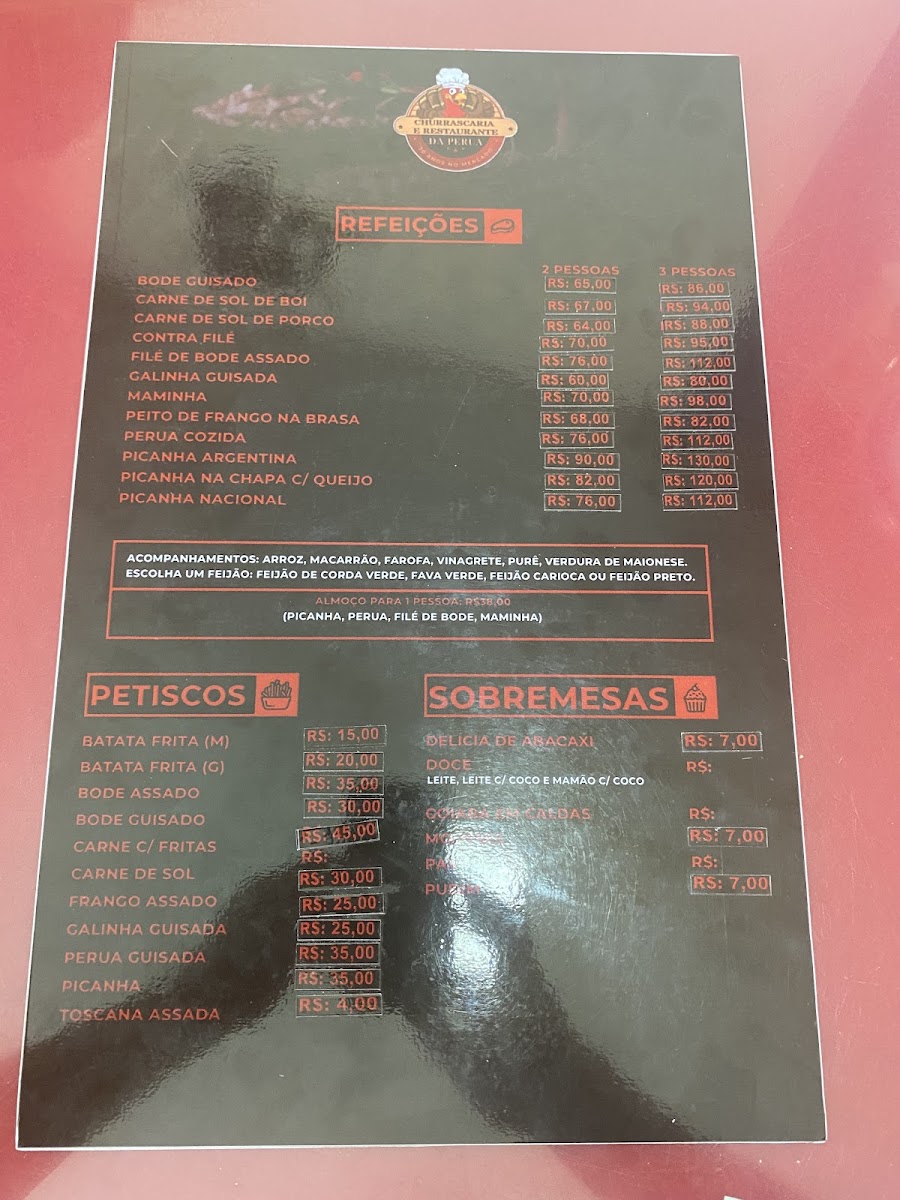 CHURRASCARIA
E RESTAURANTE
DA PERUA
ANOS NO MERCADO
REFEIÇÕES
2 PESSOAS 3 PESSOAS
BODE GUISADO R$: 65,00 R$: 86,00
CARNE DE SOL DE BOI R$: 67,00 R$: 94,00
CARNE DE SOL DE PORCO R$: 64,00 R$: 88,00
CONTRA FILÉ R$: 70,00 R$: 95,00
FILÉ DE BODE ASSADO R$: 76,00 R$: 112,00
GALINHA GUISADA R$: 60,00 R$: 80,00
MAMINHA R$: 70,00 R$: 98,00
PEITO DE FRANGO NA BRASA R$: 68,00 R$: 82,00
PERUA COZIDA R$: 76,00 R$: 112,00
PICANHA ARGENTINA R$: 90,00 R$: 130,00
PICANHA NA CHAPA C/ QUEIJO R$: 82,00 R$: 120,00
PICANHA NACIONAL R$: 76,00 R$: 112,00
ACOMPANHAMENTOS: ARROZ, MACARRÃO, FAROFA, VINAGRETE, PURÊ, VERDURA DE MAIONESE.
ESCOLHA UM FEIJÃO: FEIJÃO DE CORDA VERDE, FAVA VERDE, FEIJÃO CARIOCA OU FEIJÃO PRETO.
ALMOÇO PARA 1 PESSOA: R$38,00
(PICANHA, PERUA, FILÉ DE BODE, MAMINHA)
PETISCOS
BATATA FRITA (M) R$: 15,00
BATATA FRITA (G) R$: 20,00
BODE ASSADO R$: 35,00
BODE GUISADO R$: 30,00
CARNE C/ FRITAS R$: 45,00
R$:
CARNE DE SOL R$: 30,00
FRANGO ASSADO R$: 25,00
GALINHA GUISADA R$: 25,00
PERUA GUISADA R$: 35,00
PICANHA R$: 35,00
TOSCANA ASSADA R$: 4,00
SOBREMESAS
DELICIA DE ABACAXI R$: 7,00
DOCE R$:
LEITE, LEITE C/ COCO E MAMÃO C/ COCO
GOIABA EM CALDAS R$:
R$: 7,00
R$:
R$: 7,00